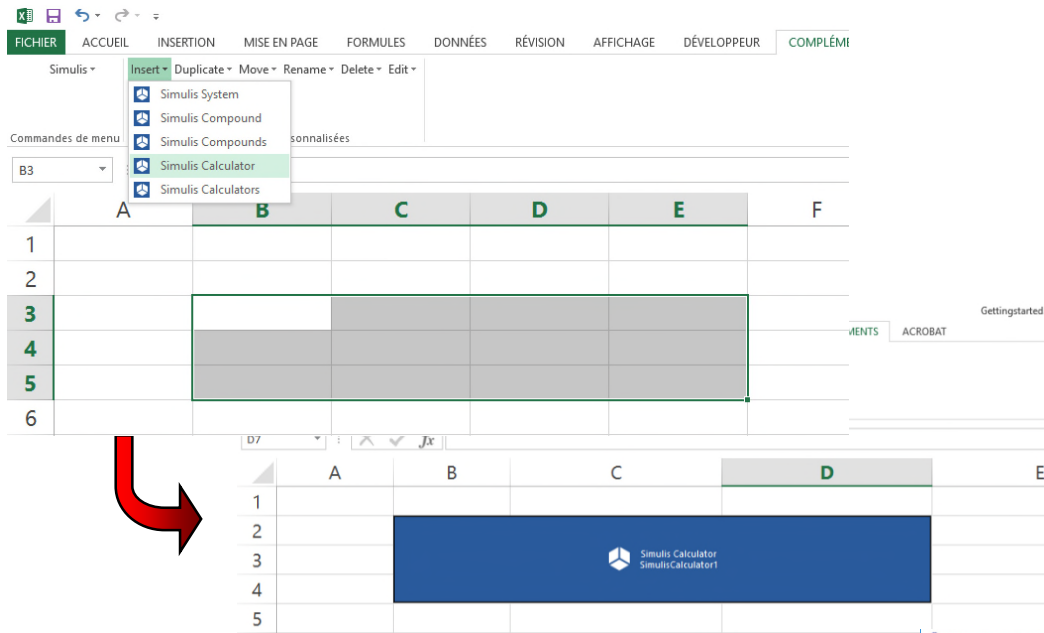 FICHIER ACCUEIL INSERTION MISE EN PAGE FORMULES DONNÉES RÉVISION AFFICHAGE DÉVELOPPEUR COMPLÉME
Simulis Insert Duplicate Move Rename Delete Edit
Simulis System
Simulis Compound
Commandes de menu sonnalisées
Simulis Compounds
Simulis Calculator
B3
Simulis Calculators
A B C D E F
1
2
3
Gettingstarted
MENTS ACROBAT
4
5
6
D7 fx
A B C D E
1
2
3
Simulis Calculator
SimulisCalculator1
4
5